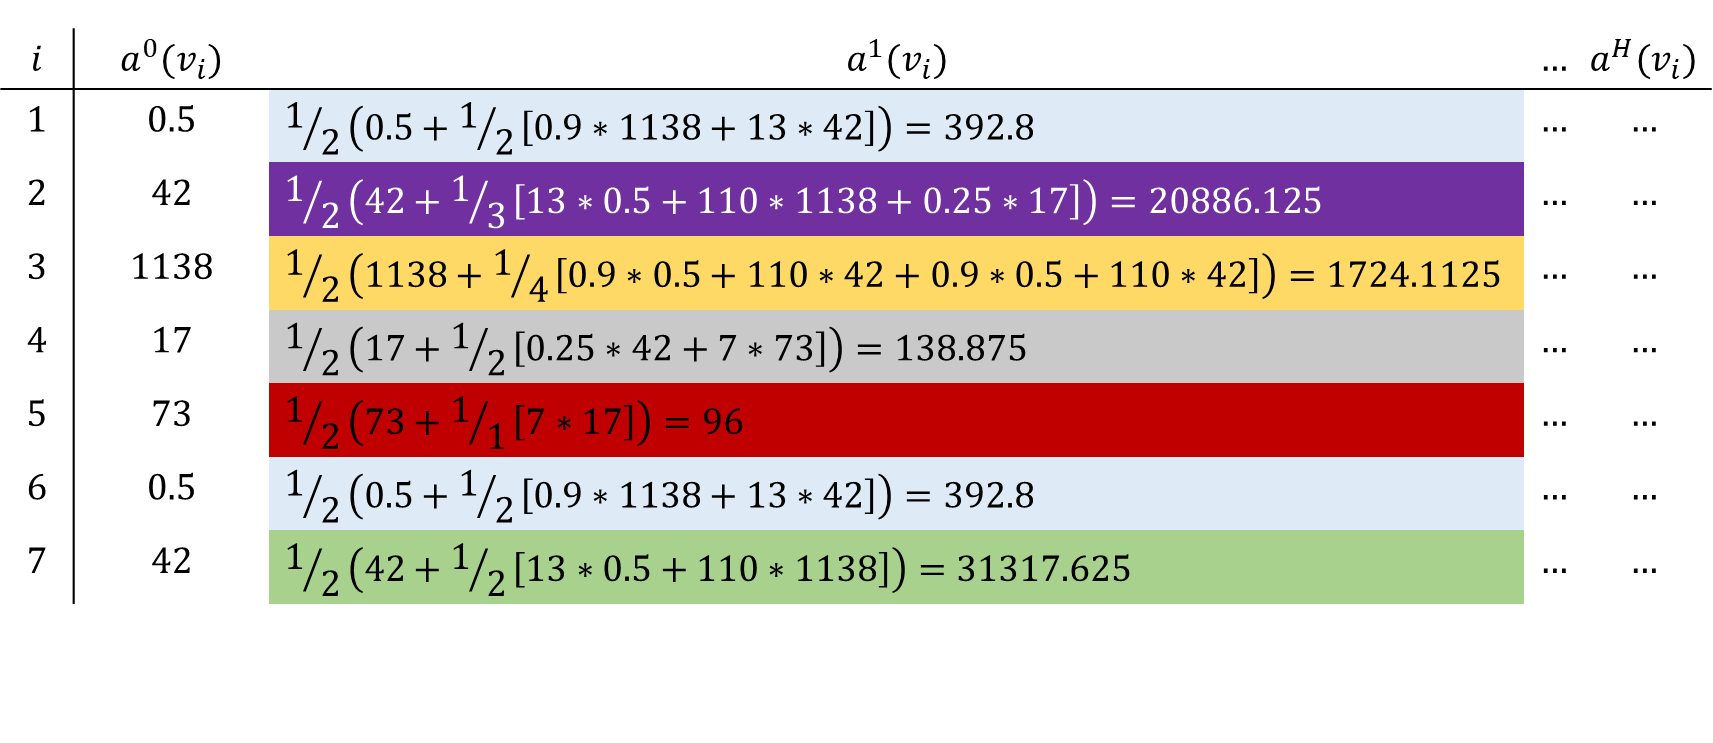 i a⁰(vᵢ) a¹(vᵢ) ... aᴴ(vᵢ)
1 0.5 1/2 (0.5 + 1/2 [0.9 * 1138 + 13 * 42]) = 392.8 ... ...
2 42 1/2 (42 + 1/3 [13 * 0.5 + 110 * 1138 + 0.25 * 17]) = 20886.125 ... ...
3 1138 1/2 (1138 + 1/4 [0.9 * 0.5 + 110 * 42 + 0.9 * 0.5 + 110 * 42]) = 1724.1125 ... ...
4 17 1/2 (17 + 1/2 [0.25 * 42 + 7 * 73]) = 138.875 ... ...
5 73 1/2 (73 + 1/1 [7 * 17]) = 96 ... ...
6 0.5 1/2 (0.5 + 1/2 [0.9 * 1138 + 13 * 42]) = 392.8 ... ...
7 42 1/2 (42 + 1/2 [13 * 0.5 + 110 * 1138]) = 31317.625 ... ...